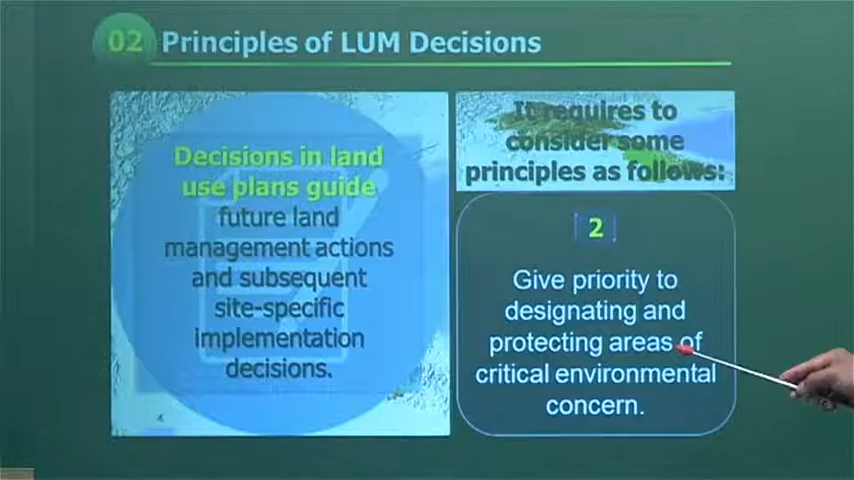 02 Principles of LUM Decisions
Decisions in land
use plans guide
future land
management actions
and subsequent
site-specific
implementation
decisions.
It requires to
consider some
principles as follows:
2
Give priority to
designating and
protecting areas of
critical environmental
concern.